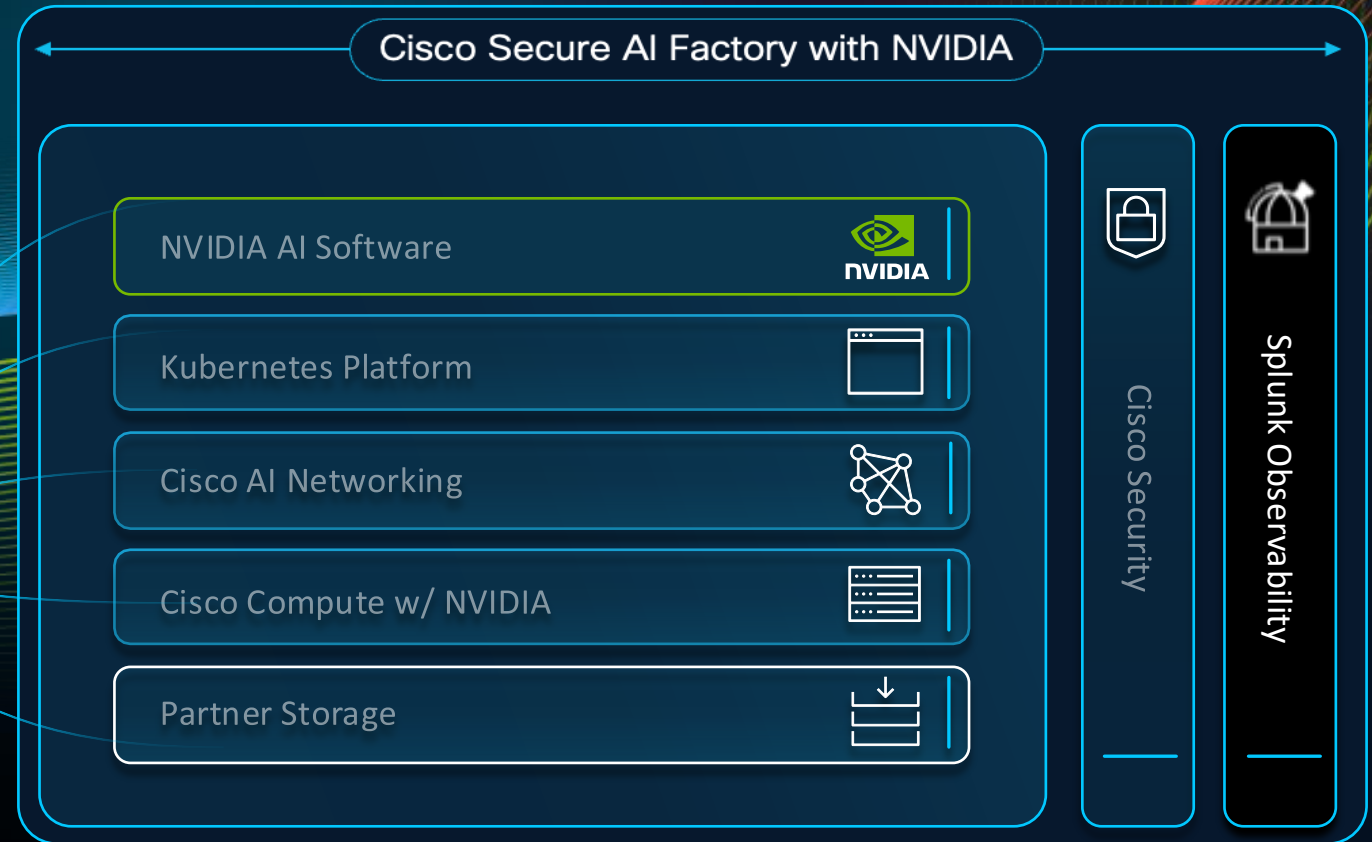 Cisco Secure AI Factory with NVIDIA
NVIDIA AI Software
NVIDIA
Kubernetes Platform
Cisco AI Networking
Cisco Compute w/ NVIDIA
Partner Storage
Cisco Security
Splunk Observability